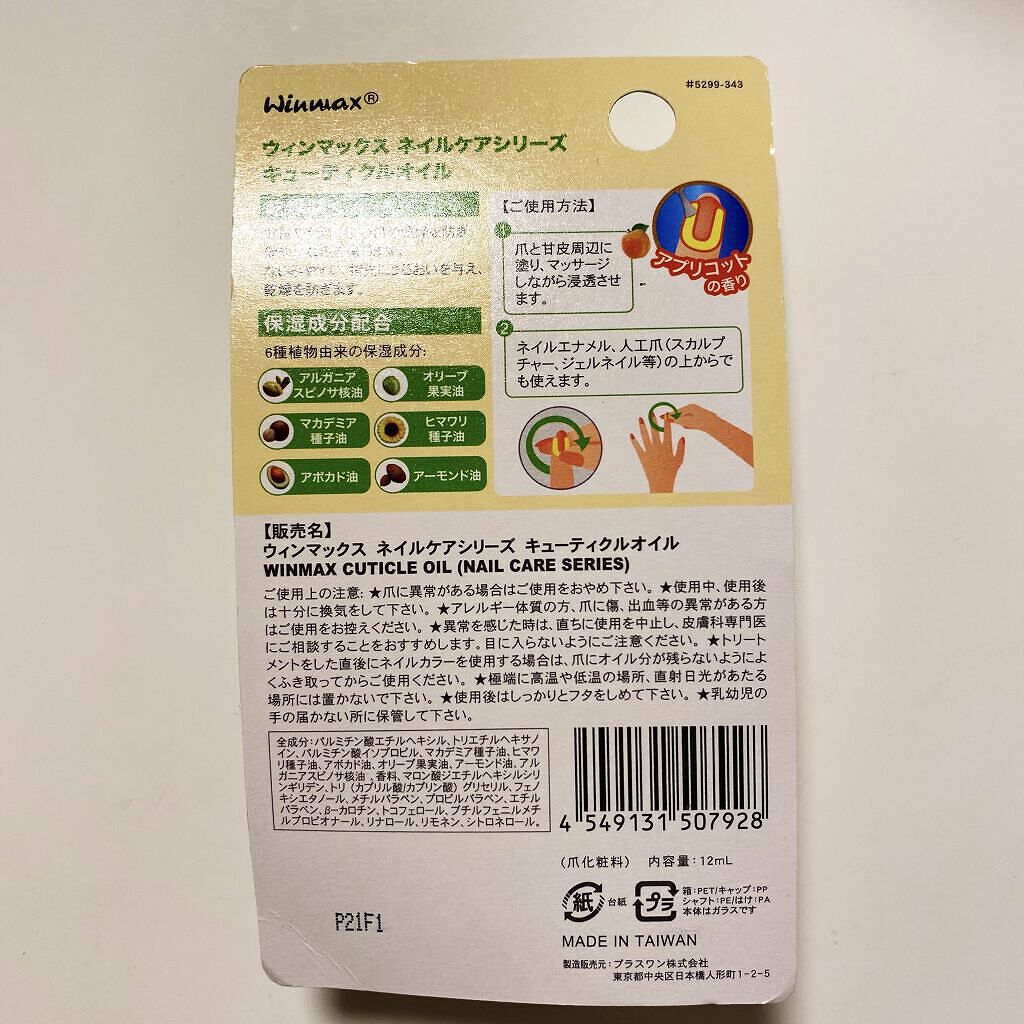 Winmax®
#5299-343
ウィンマックス ネイルケアシリーズ
キューティクルオイル
を与え、
乾燥を防ぎます。
保湿成分配合
6種植物由来の保湿成分:
アルガニア
スピノサ核油
オリーブ
果実油
マカデミア
種子油
ヒマワリ
種子油
アボカド油
アーモンド油
【ご使用方法】
1
爪と甘皮周辺に
塗り、マッサージ
しながら浸透させ
ます。
アプリコット
の香り
2
ネイルエナメル、人工爪(スカルプ
チャー、ジェルネイル等)の上からで
も使えます。
【販売名】
ウィンマックス ネイルケアシリーズ キューティクルオイル
WINMAX CUTICLE OIL (NAIL CARE SERIES)
ご使用上の注意: ★爪に異常がある場合はご使用をおやめ下さい。★使用中、使用後
は十分に換気をして下さい。★アレルギー体質の方、爪に傷、出血等の異常がある方
はご使用をお控えください。★異常を感じた時は、直ちに使用を中止し、皮膚科専門医
にご相談することをおすすめします。目に入らないようにご注意ください。★トリート
メントをした直後にネイルカラーを使用する場合は、爪にオイル分が残らないようによ
くふき取ってからご使用ください。★極端に高温や低温の場所、直射日光があたる
場所には置かないで下さい。★使用後はしっかりとフタをしめて下さい。★乳幼児の
手の届かない所に保管して下さい。
全成分:パルミチン酸エチルヘキシル、トリエチルヘキサノ
イン、パルミチン酸イソプロピル、マカデミア種子油、ヒマワ
リ種子油、アボカド油、オリーブ果実油、アーモンド油、アル
ガニアスピノサ核油、香料、マロン酸ジエチルヘキシルシリ
ンギリデン、トリ(カプリル酸/カプリン酸)グリセリル、フェノ
キシエタノール、メチルパラベン、プロピルパラベン、エチル
パラベン、β-カロチン、トコフェロール、ブチルフェニルメチ
ルプロピオナール、リナロール、リモネン、シトロネロール。
4 549131 507928
(爪化粧料) 内容量:12mL
紙 台紙
プラ
箱:PET/キャップ:PP
シャフト:PE/はけ:PA
本体はガラスです
P21F1
MADE IN TAIWAN
製造販売元:プラスワン株式会社
東京都中央区日本橋人形町1-2-5